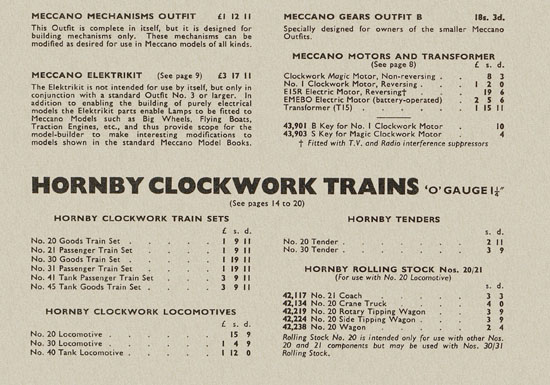 MECCANO MECHANISMS OUTFIT £1 12 11
This Outfit is complete in itself, but it is designed for
building mechanisms only. These mechanisms can be
modified as desired for use in Meccano models of all kinds.
MECCANO ELEKTRIKIT (See page 9) £3 17 11
The Elektrikit is not intended for use by itself, but only in
conjunction with a standard Outfit No. 3 or larger. In
addition to enabling the building of purely electrical
models the Elektrikit parts enable Lamps to be fitted to
Meccano Models such as Big Wheels, Flying Boats,
Traction Engines, etc., and thus provide scope for the
model-builder to make interesting modifications to
models shown in the standard Meccano Model Books.
MECCANO GEARS OUTFIT B 18s. 3d.
Specially designed for owners of the smaller Meccano
Outfits.
MECCANO MOTORS AND TRANSFORMER
(See page 8) £ s. d.
Clockwork Magic Motor, Non-reversing . . 8 3
No. 1 Clockwork Motor, Reversing . . . 1 2 0
E15R Electric Motor, Reversing† . . 19 6
EMEBO Electric Motor (battery-operated) . 2 5 6
Transformer (T15) . . . . 1 15 11
43,901 B Key for No. 1 Clockwork Motor . 10
43,903 S Key for Magic Clockwork Motor . 4
† Fitted with T.V. and Radio interference suppressors
HORNBY CLOCKWORK TRAINS 'O' GAUGE 1¼"
(See pages 14 to 20)
HORNBY CLOCKWORK TRAIN SETS
£ s. d.
No. 20 Goods Train Set . . . . . 1 9 11
No. 21 Passenger Train Set . . . . 1 9 11
No. 30 Goods Train Set . . . . . 1 19 11
No. 31 Passenger Train Set . . . . 1 19 11
No. 41 Tank Passenger Train Set . . . 3 9 11
No. 45 Tank Goods Train Set . . . . 3 9 11
HORNBY CLOCKWORK LOCOMOTIVES
£ s. d.
No. 20 Locomotive . . . . . 15 9
No. 30 Locomotive . . . . . 1 4 9
No. 40 Tank Locomotive . . . . . 1 12 0
HORNBY TENDERS
s. d.
No. 20 Tender . . . . . . 2 11
No. 30 Tender . . . . . . 3 9
HORNBY ROLLING STOCK Nos. 20/21
(For use with No. 20 Locomotive)
s. d.
42,117 No. 21 Coach . . . . . 3 3
42,134 No. 20 Crane Truck . . . . 4 0
42,219 No. 20 Rotary Tipping Wagon . . . 3 9
42,224 No. 20 Side Tipping Wagon . . . . 3 9
42,238 No. 20 Wagon . . . . . 2 4
Rolling Stock No. 20 is intended only for use with other Nos.
20 and 21 components but may be used with Nos. 30/31
Rolling Stock.